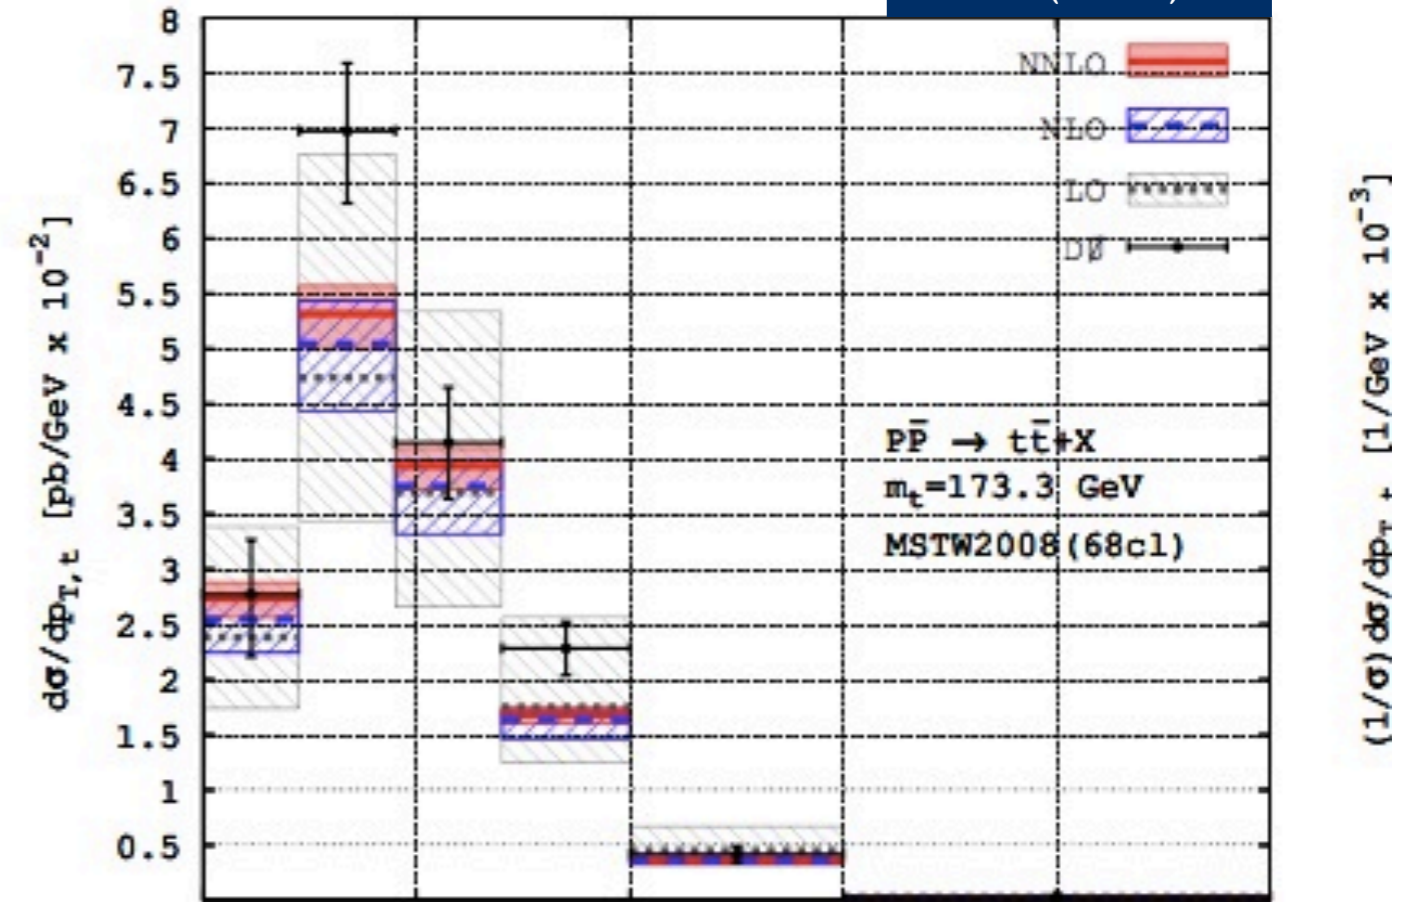 8
7.5
7
6.5
6
5.5
5
4.5
4
3.5
3
2.5
2
1.5
1
0.5
dσ/dp_T,t [pb/GeV x 10^-2]
NNLO
NLO
LO
DØ
PP̄ → tt̄+X
m_t=173.3 GeV
MSTW2008(68cl)
(1/σ)dσ/dp_T,t [1/GeV x 10^-3]